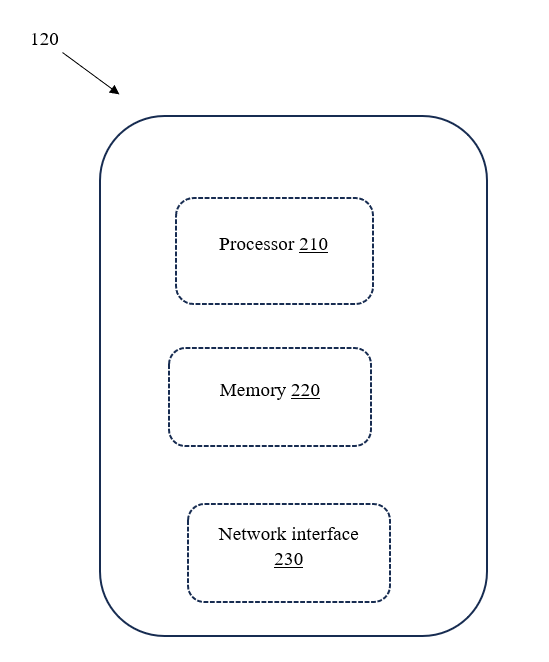 120
Processor 210
Memory 220
Network interface
230